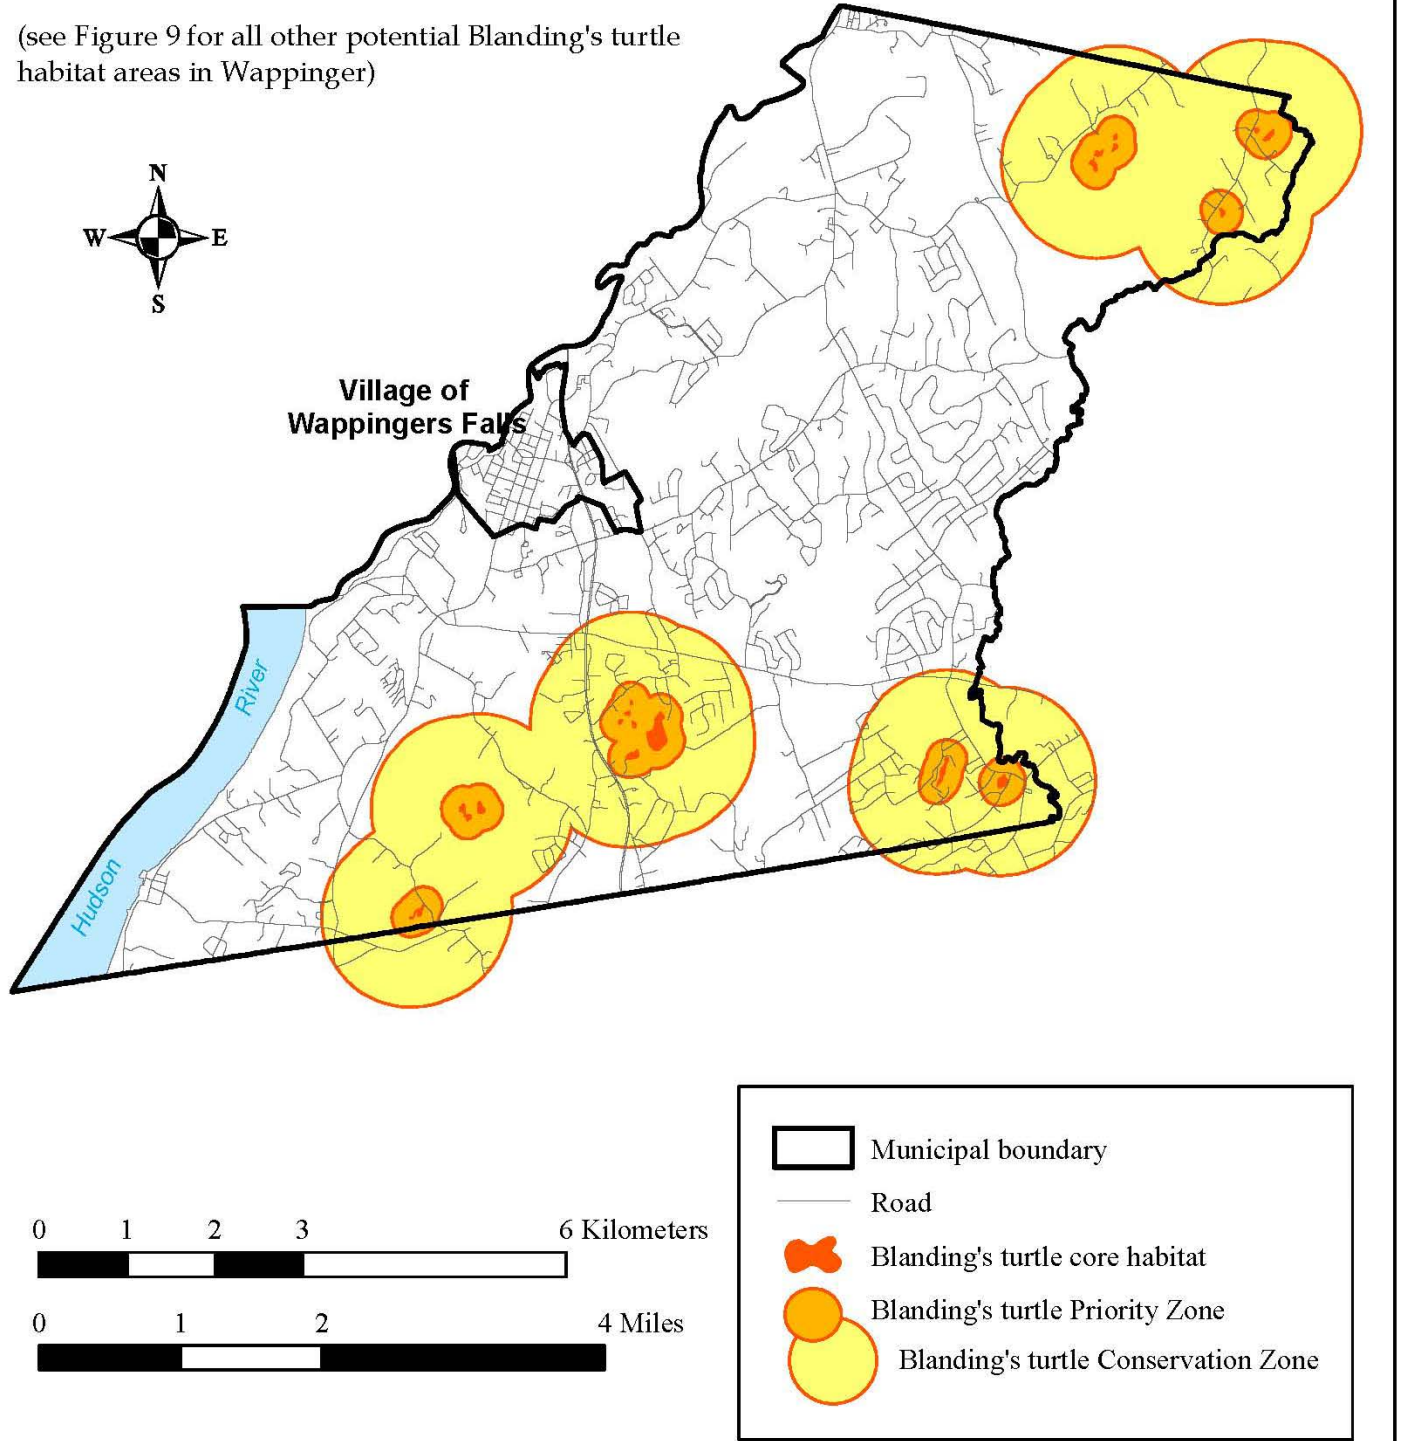 (see Figure 9 for all other potential Blanding's turtle
habitat areas in Wappinger)
N
W E
S
Village of
Wappingers Falls
River
Hudson
0 1 2 3 6 Kilometers
0 1 2 4 Miles
Municipal boundary
Road
Blanding's turtle core habitat
Blanding's turtle Priority Zone
Blanding's turtle Conservation Zone